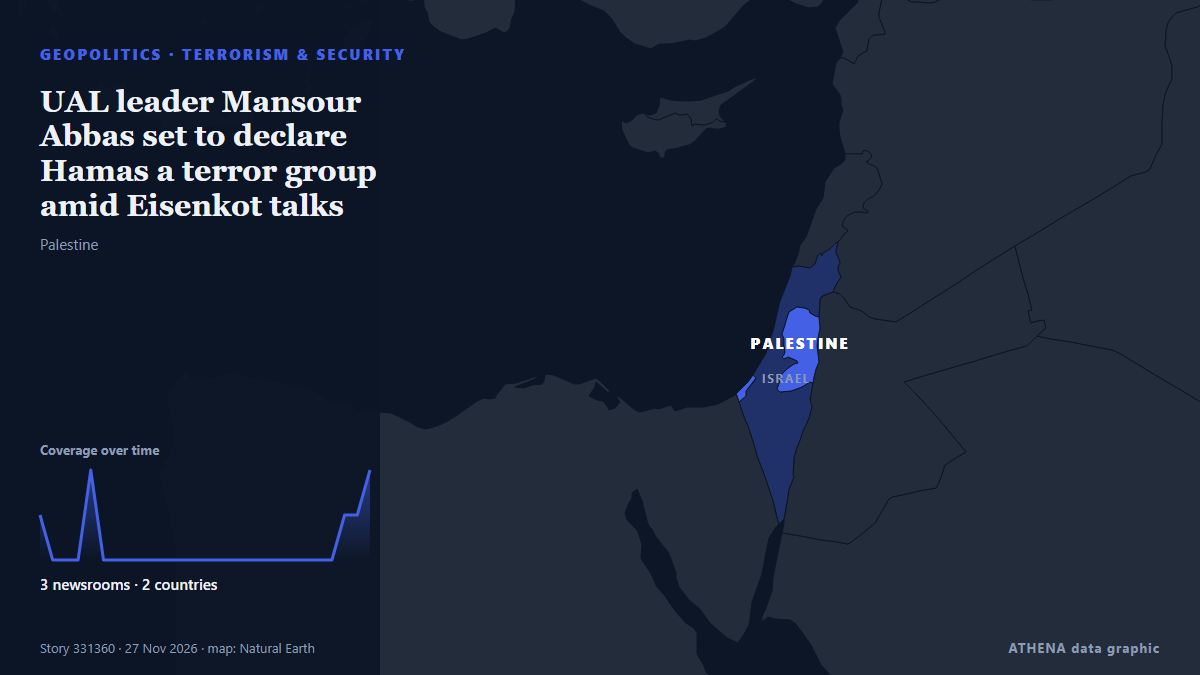 GEOPOLITICS · TERRORISM & SECURITY
UAL leader Mansour
Abbas set to declare
Hamas a terror group
amid Eisenkot talks
Palestine
PALESTINE
ISRAEL
Coverage over time
3 newsrooms · 2 countries
Story 331360 · 27 Nov 2026 · map: Natural Earth
ATHENA data graphic